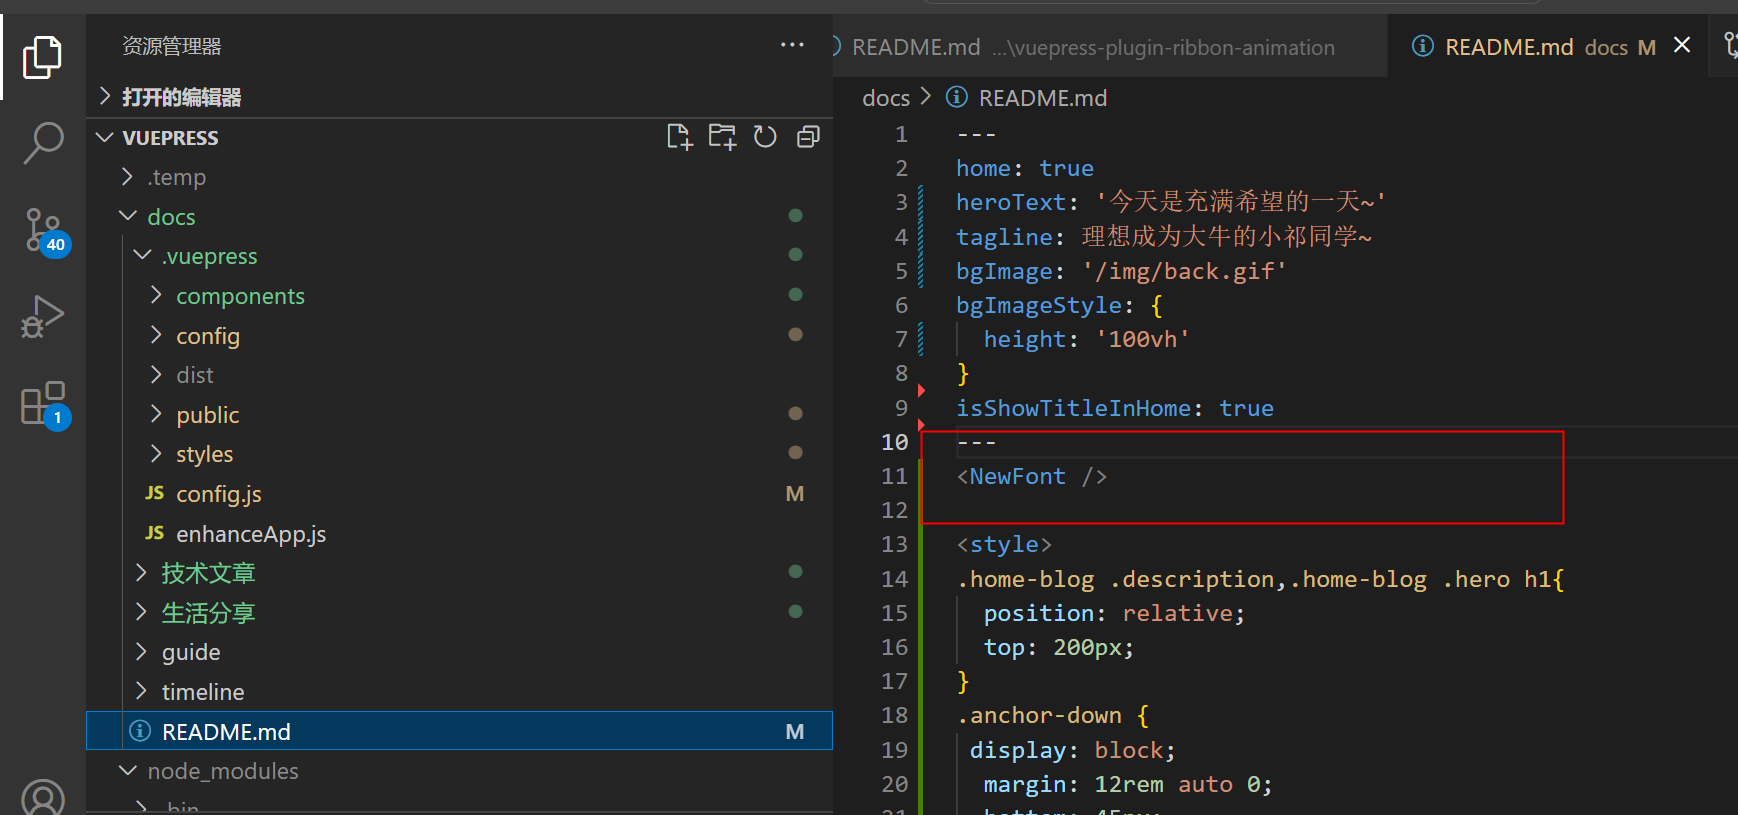 资源管理器
打开的编辑器
VUEPRESS
.temp
docs
.vuepress
components
config
dist
public
styles
JS config.js M
JS enhanceApp.js
技术文章
生活分享
guide
timeline
README.md M
node_modules
.bin
40
1
README.md ...\vuepress-plugin-ribbon-animation
README.md docs M
docs > README.md
1 ---
2 home: true
3 heroText: '今天是充满希望的一天~'
4 tagline: 理想成为大牛的小祁同学~
5 bgImage: '/img/back.gif'
6 bgImageStyle: {
7 height: '100vh'
8 }
9 isShowTitleInHome: true
10 ---
11 <NewFont />
12
13 <style>
14 .home-blog .description,.home-blog .hero h1{
15 position: relative;
16 top: 200px;
17 }
18 .anchor-down {
19 display: block;
20 margin: 12rem auto 0;
21 bottom: 45px;